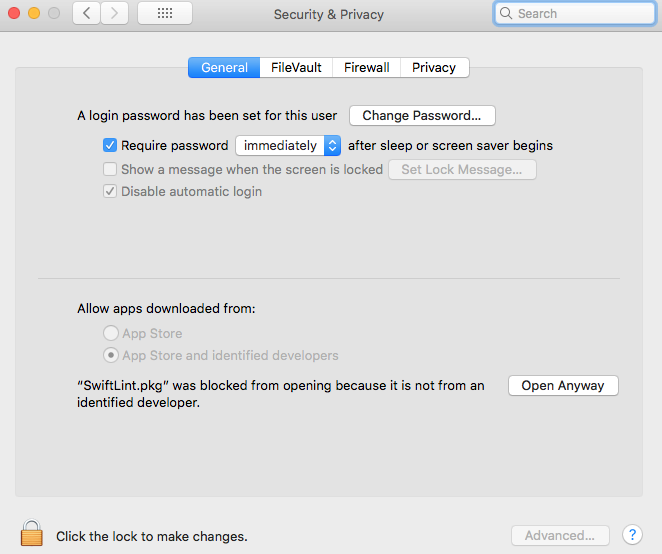 Security & Privacy
Search
General FileVault Firewall Privacy
A login password has been set for this user Change Password...
Require password immediately after sleep or screen saver begins
Show a message when the screen is locked Set Lock Message...
Disable automatic login
Allow apps downloaded from:
App Store
App Store and identified developers
“SwiftLint.pkg” was blocked from opening because it is not from an Open Anyway
identified developer.
Click the lock to make changes. Advanced... ?